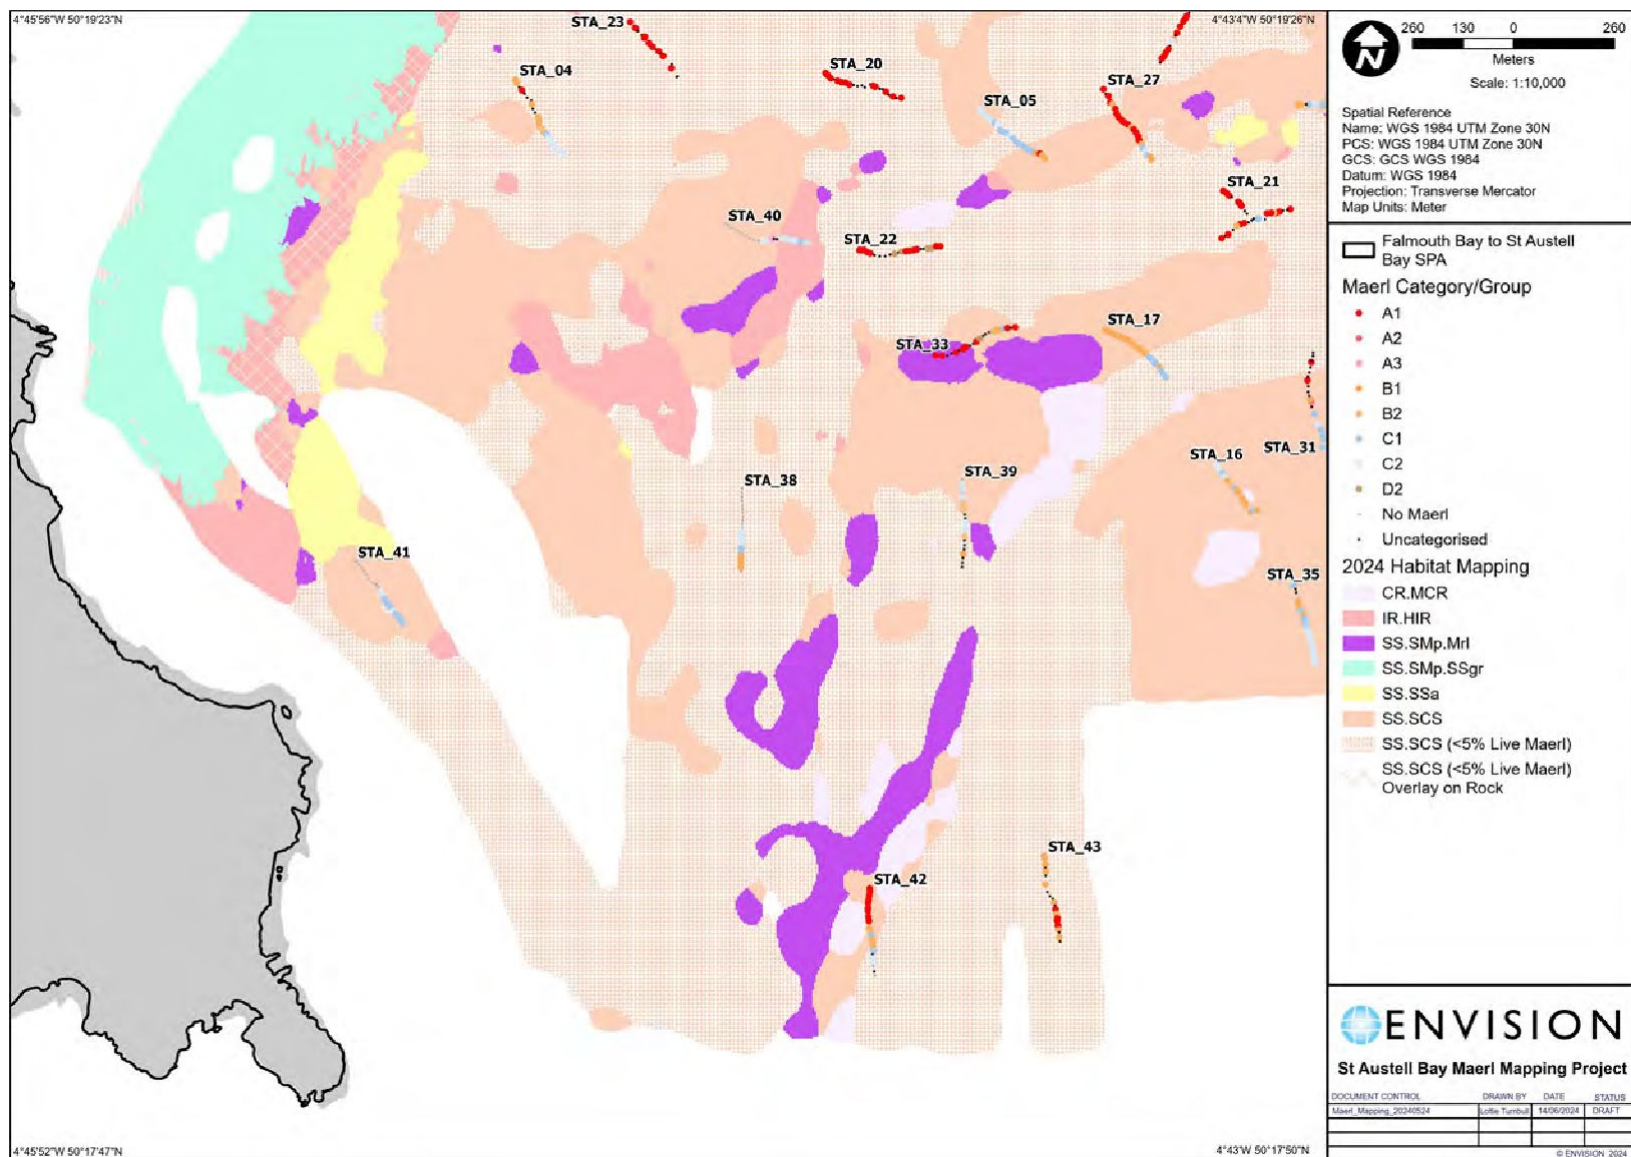 4°45'56"W 50°19'23"N
4°43'4"W 50°19'26"N
STA_23
STA_04
STA_20
STA_27
STA_05
STA_21
STA_40
STA_22
STA_17
STA_33
STA_16
STA_31
STA_38
STA_39
STA_41
STA_35
STA_43
STA_42
4°45'52"W 50°17'47"N
4°43'W 50°17'50"N
N
260 130 0 260
Meters
Scale: 1:10,000
Spatial Reference
Name: WGS 1984 UTM Zone 30N
PCS: WGS 1984 UTM Zone 30N
GCS: GCS WGS 1984
Datum: WGS 1984
Projection: Transverse Mercator
Map Units: Meter
Falmouth Bay to St Austell
Bay SPA
Maerl Category/Group
A1
A2
A3
B1
B2
C1
C2
D2
No Maerl
Uncategorised
2024 Habitat Mapping
CR.MCR
IR.HIR
SS.SMp.Mrl
SS.SMp.SSgr
SS.SSa
SS.SCS
SS.SCS (<5% Live Maerl)
SS.SCS (<5% Live Maerl)
Overlay on Rock
ENVISION
St Austell Bay Maerl Mapping Project
DOCUMENT CONTROL DRAWN BY DATE STATUS
Maerl_Mapping_20240524 Lottie Turnbull 14/06/2024 DRAFT
© ENVISION 2024